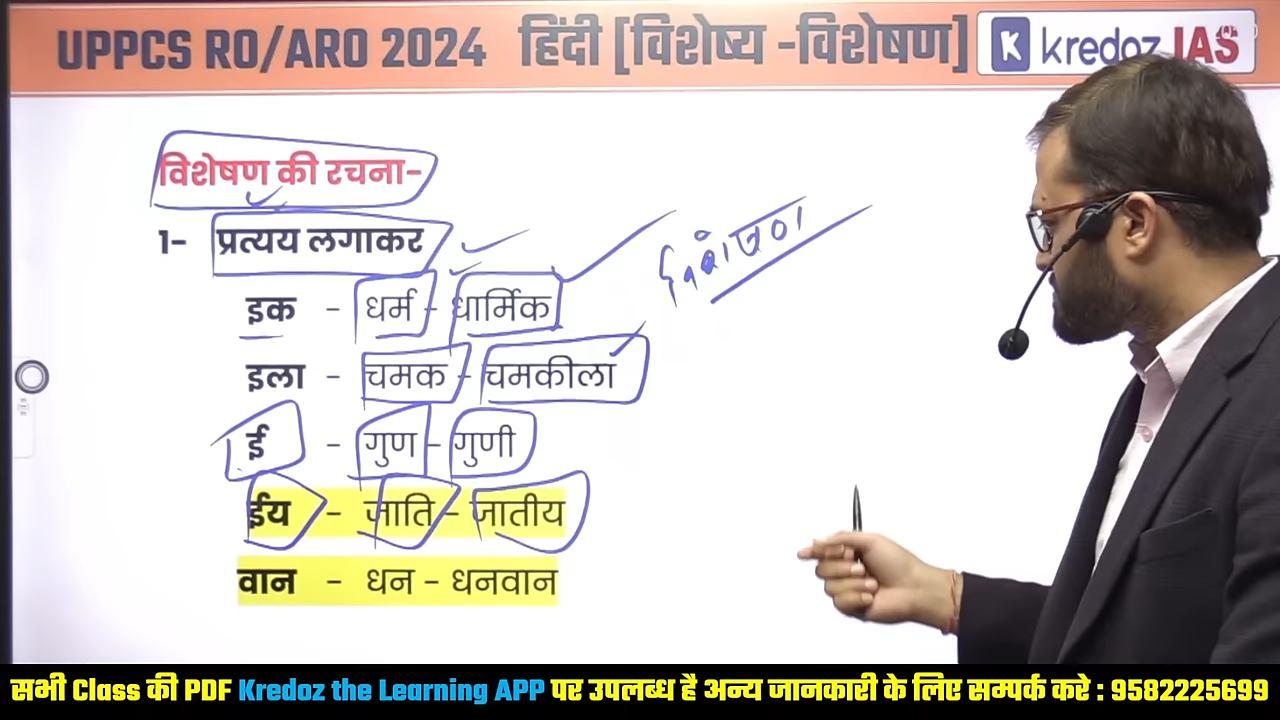 UPPCS RO/ARO 2024 हिंदी [विशेष्य -विशेषण]
kredoz IAS
विशेषण की रचना-
1- प्रत्यय लगाकर
इक - धर्म - धार्मिक
इला - चमक - चमकीला
ई - गुण - गुणी
ईय - जाति - जातीय
वान - धन - धनवान
सभी Class की PDF Kredoz the Learning APP पर उपलब्ध है अन्य जानकारी के लिए सम्पर्क करे : 9582225699